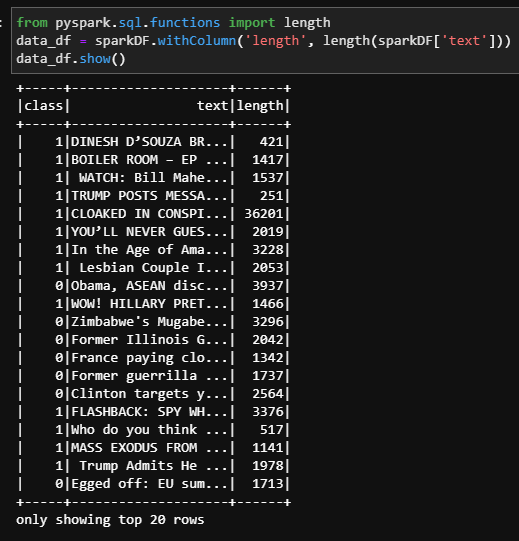 : from pyspark.sql.functions import length
data_df = sparkDF.withColumn('length', length(sparkDF['text']))
data_df.show()
+-----+--------------------+------+
|class|                text|length|
+-----+--------------------+------+
|    1|DINESH D’SOUZA BR...|   421|
|    1|BOILER ROOM – EP ...|  1417|
|    1| WATCH: Bill Mahe...|  1537|
|    1|TRUMP POSTS MESSA...|   251|
|    1|CLOAKED IN CONSPI...| 36201|
|    1|YOU’LL NEVER GUES...|  2019|
|    1|In the Age of Ama...|  3228|
|    1| Lesbian Couple I...|  2053|
|    0|Obama, ASEAN disc...|  3937|
|    1|WOW! HILLARY PRET...|  1466|
|    0|Zimbabwe's Mugabe...|  3296|
|    0|Former Illinois G...|  2042|
|    0|France paying clo...|  1342|
|    0|Former guerrilla ...|  1737|
|    0|Clinton targets y...|  2564|
|    1|FLASHBACK: SPY WH...|  3376|
|    1|Who do you think ...|   517|
|    1|MASS EXODUS FROM ...|  1141|
|    1| Trump Admits He ...|  1978|
|    0|Egged off: EU sum...|  1713|
+-----+--------------------+------+
only showing top 20 rows